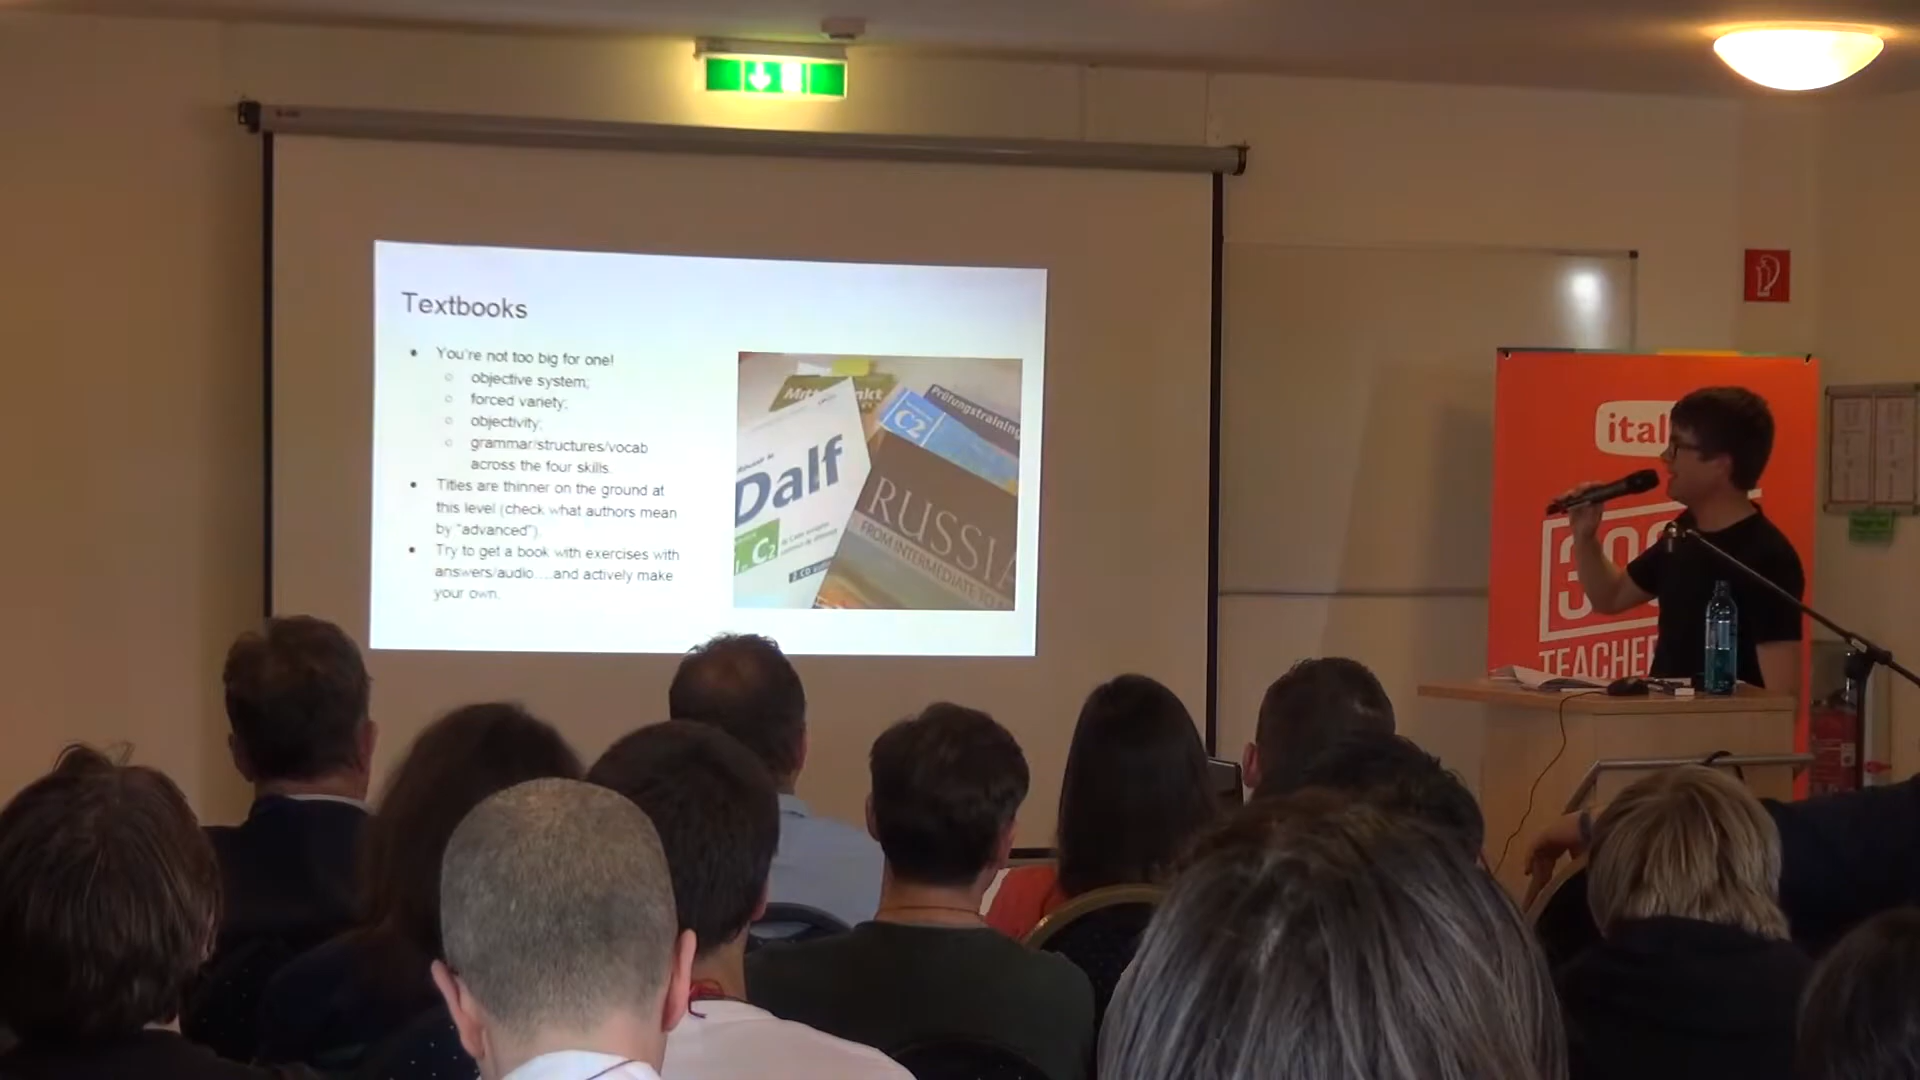 Textbooks
You're not too big for one!
objective system;
forced variety;
objectivity;
grammar/structures/vocab
across the four skills.
Titles are thinner on the ground at
this level (check what authors mean
by "advanced").
Try to get a book with exercises with
answers/audio.....and actively make
your own.
Prüfungstraining
C2
Dalf
C2
RUSSIA
FROM INTERMEDIATE TO
ital
TEACHE